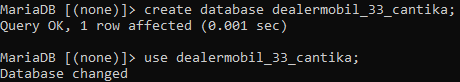 MariaDB [(none)]> create database dealermobil_33_cantika;
Query OK, 1 row affected (0.001 sec)
MariaDB [(none)]> use dealermobil_33_cantika;
Database changed